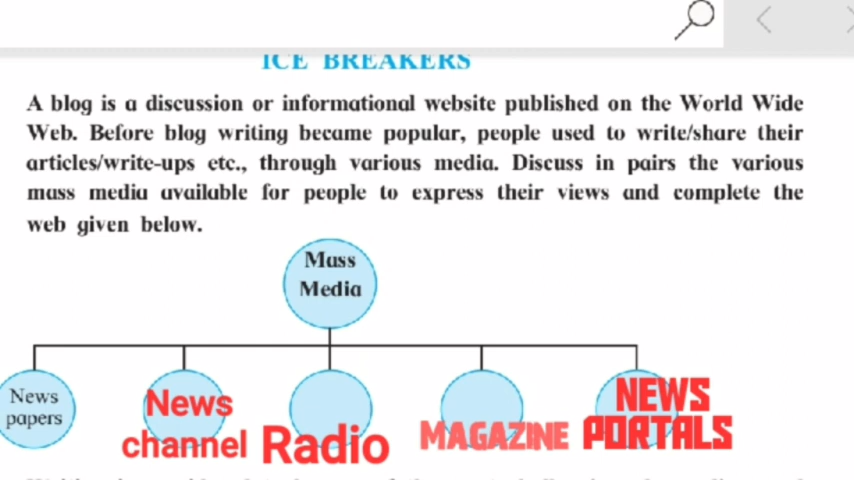 ICE BREAKERS
A blog is a discussion or informational website published on the World Wide
Web. Before blog writing became popular, people used to write/share their
articles/write-ups etc., through various media. Discuss in pairs the various
mass media available for people to express their views and complete the
web given below.
Mass
Media
News
papers
News
channel
Radio
MAGAZINE
NEWS
PORTALS